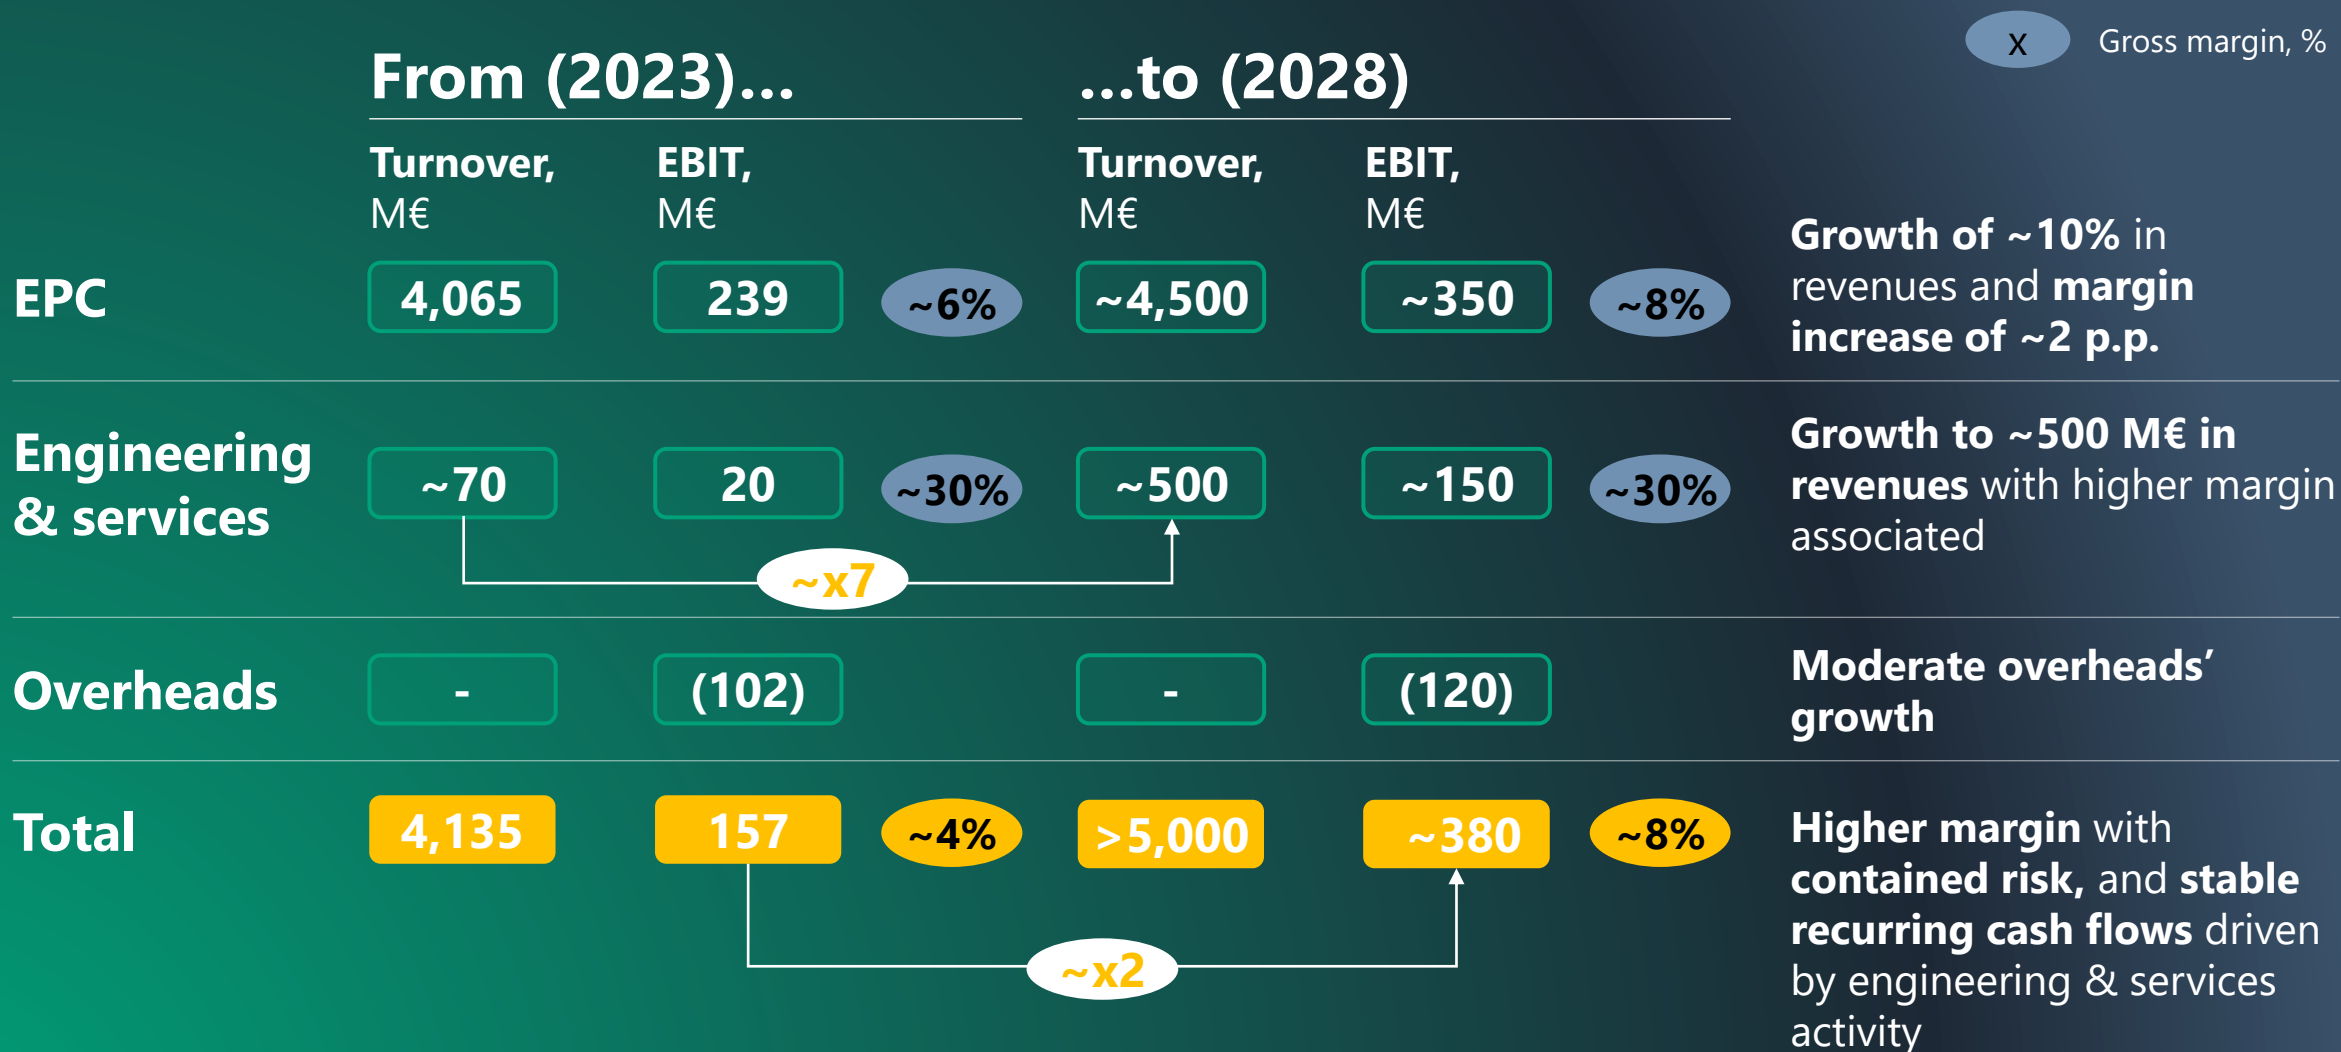 x Gross margin, %
From (2023)... ...to (2028)
Turnover, EBIT, Turnover, EBIT,
M€ M€ M€ M€
EPC 4,065 239 ~6% ~4,500 ~350 ~8%
Growth of ~10% in
revenues and margin
increase of ~2 p.p.
Engineering
& services
~70 20 ~30% ~500 ~150 ~30%
~x7
Growth to ~500 M€ in
revenues with higher margin
associated
Overheads - (102) - (120)
Moderate overheads’
growth
Total 4,135 157 ~4% >5,000 ~380 ~8%
~x2
Higher margin with
contained risk, and stable
recurring cash flows driven
by engineering & services
activity